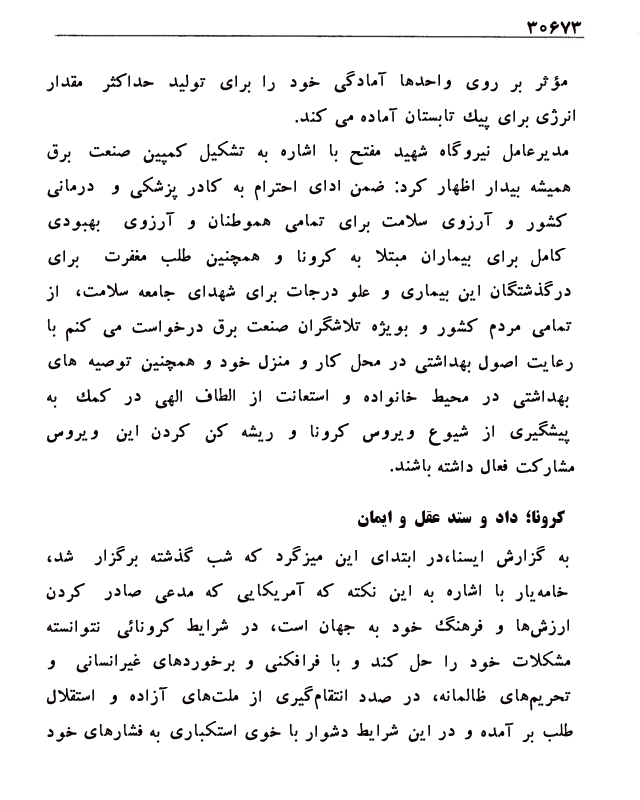 ۳۰۶۷۳
مؤثر بر روی واحدها آمادگی خود را برای تولید حداکثر مقدار
انرژی برای پیك تابستان آماده می کند.
مدیرعامل نیروگاه شهید مفتح با اشاره به تشکیل کمپین صنعت برق
همیشه بیدار اظهار کرد: ضمن ادای احترام به کادر پزشکی و درمانی
کشور و آرزوی سلامت برای تمامی هموطنان و آرزوی بهبودی
کامل برای بیماران مبتلا به کرونا و همچنین طلب مغفرت برای
درگذشتگان این بیماری و علو درجات برای شهدای جامعه سلامت، از
تمامی مردم کشور و بویژه تلاشگران صنعت برق درخواست می کنم با
رعایت اصول بهداشتی در محل کار و منزل خود و همچنین توصیه های
بهداشتی در محیط خانواده و استعانت از الطاف الهی در کمك به
پیشگیری از شیوع ویروس کرونا و ریشه کن کردن این ویروس
مشارکت فعال داشته باشند.
کرونا؛ داد و ستد عقل و ایمان
به گزارش ایسنا،در ابتدای این میزگرد که شب گذشته برگزار شد،
خامه‌یار با اشاره به این نکته که آمریکایی که مدعی صادر کردن
ارزش‌ها و فرهنگ خود به جهان است، در شرایط کرونائی نتوانسته
مشکلات خود را حل کند و با فرافکنی و برخوردهای غیرانسانی و
تحریم‌های ظالمانه، در صدد انتقام‌گیری از ملت‌های آزاده و استقلال
طلب بر آمده و در این شرایط دشوار با خوی استکباری به فشارهای خود